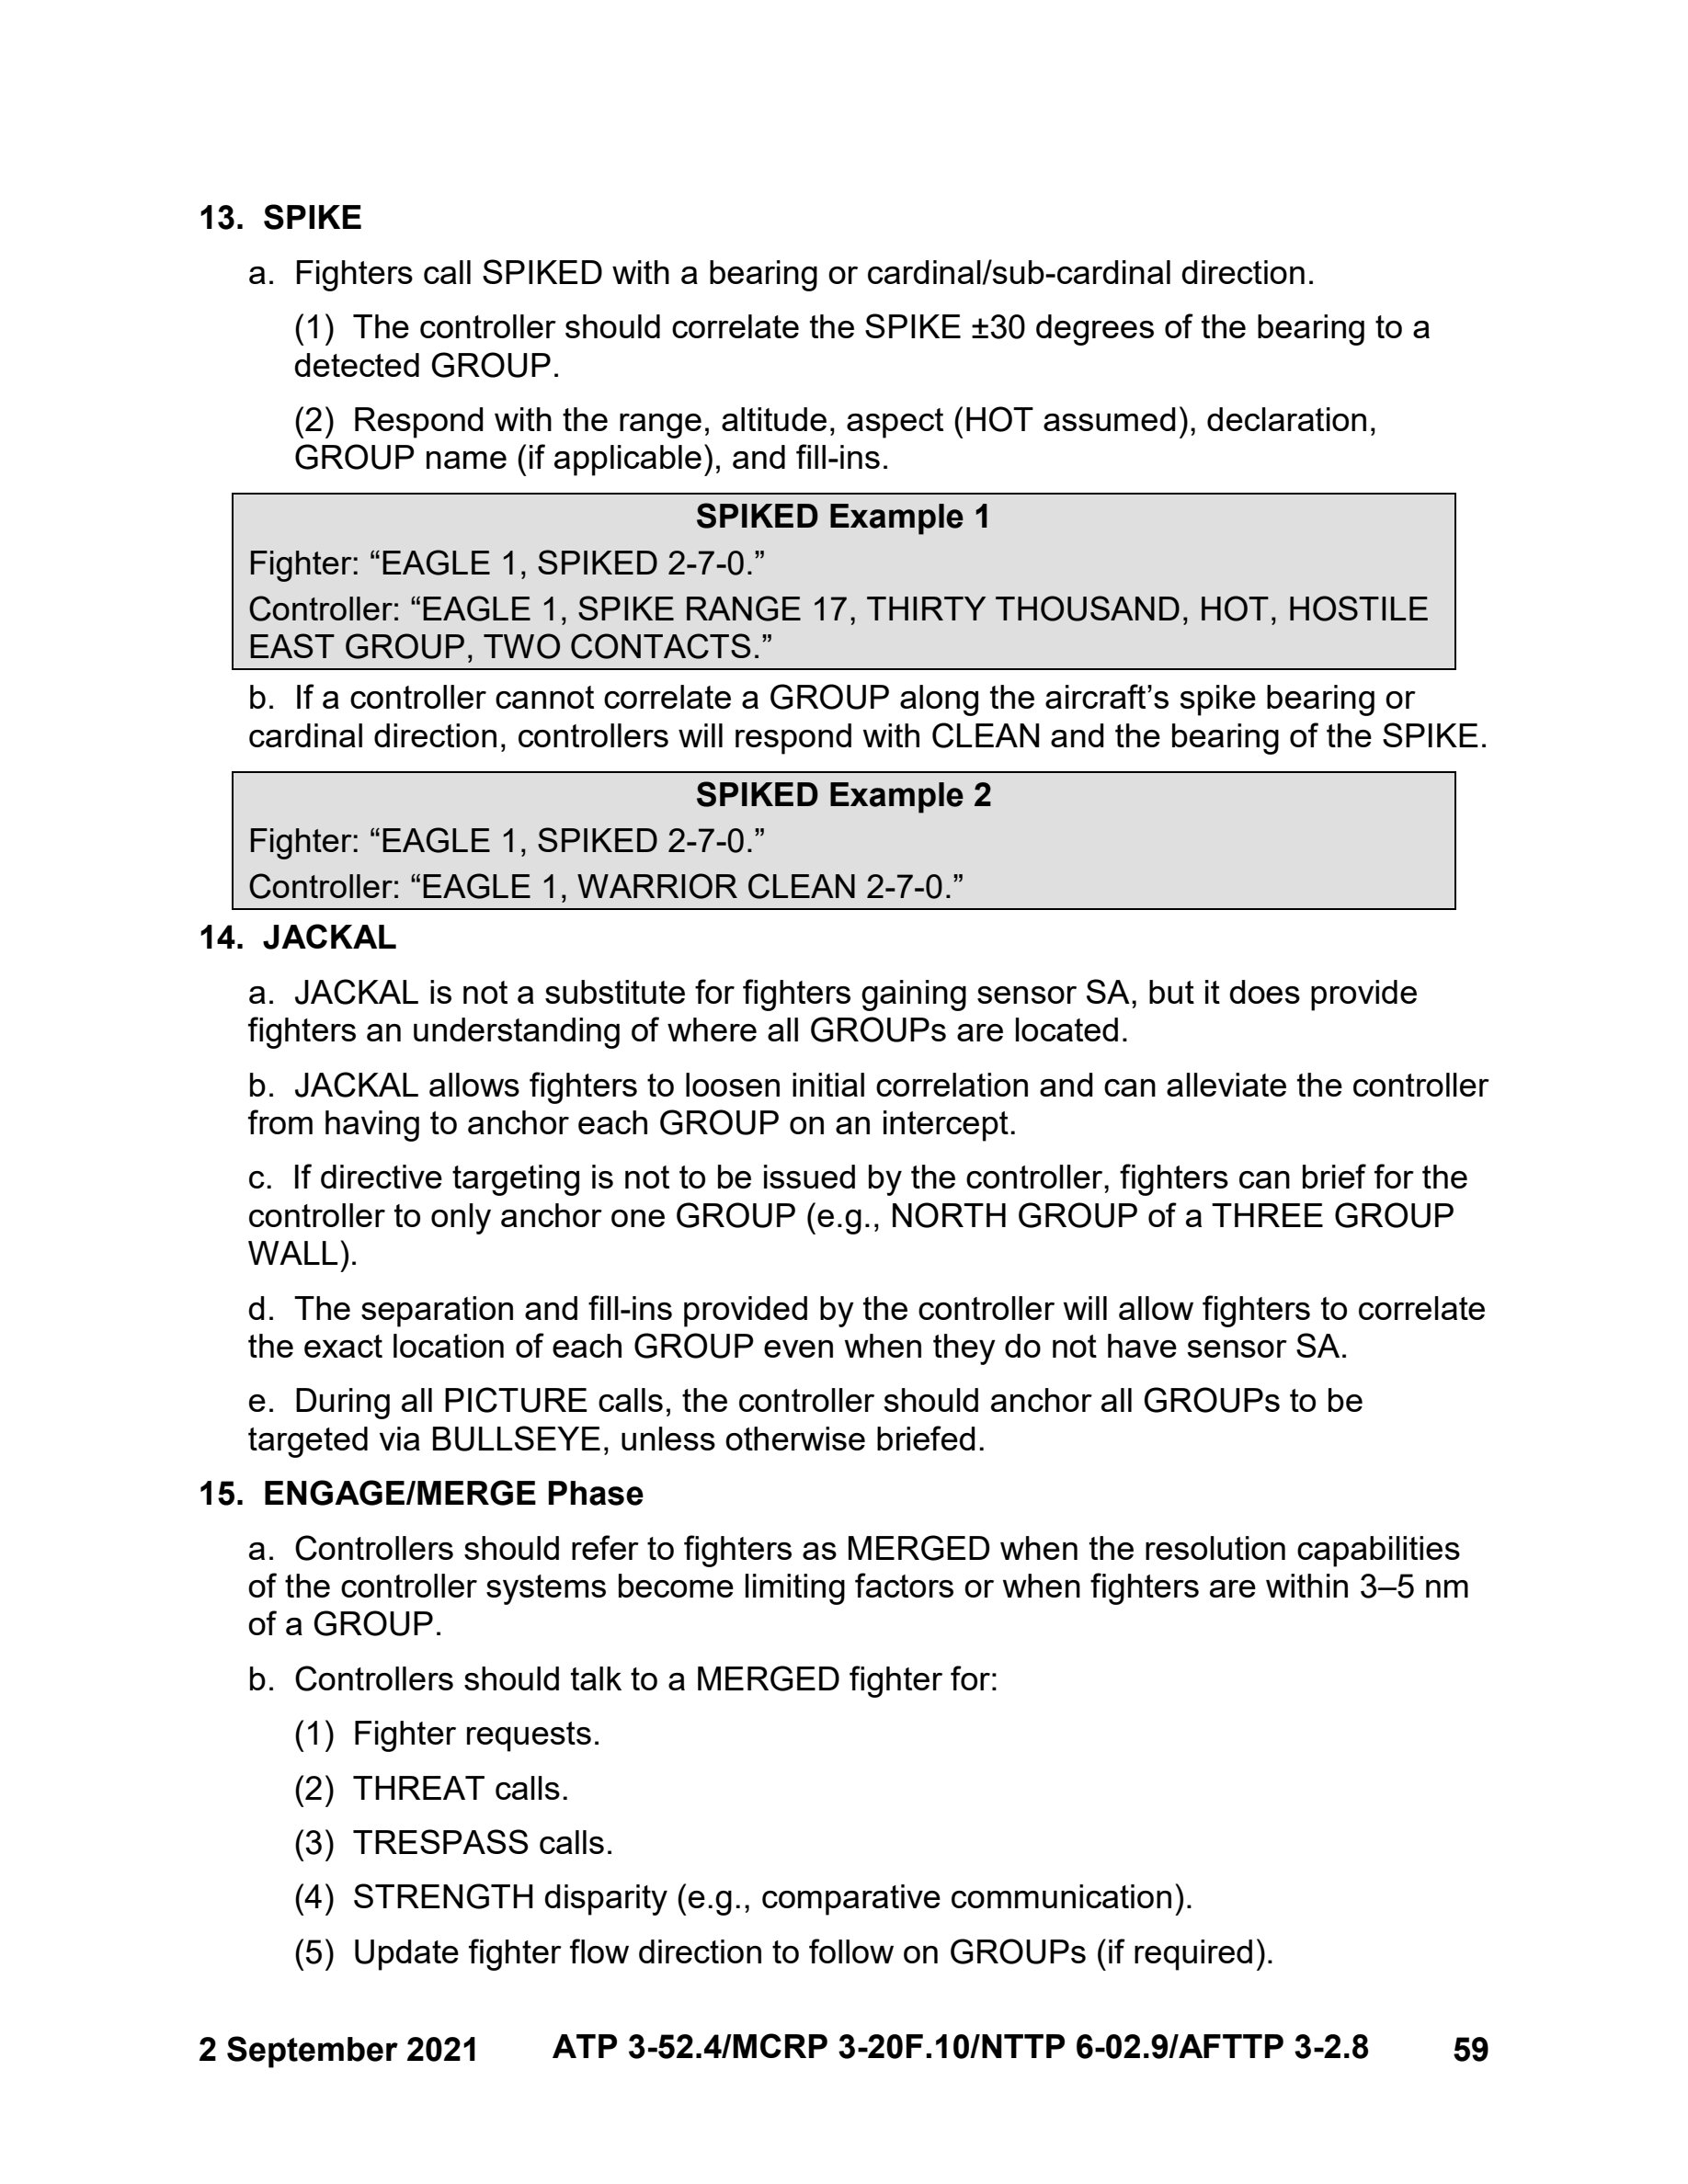 13. SPIKE
a. Fighters call SPIKED with a bearing or cardinal/sub-cardinal direction.
(1) The controller should correlate the SPIKE ±30 degrees of the bearing to a
detected GROUP.
(2) Respond with the range, altitude, aspect (HOT assumed), declaration,
GROUP name (if applicable), and fill-ins.
SPIKED Example 1
Fighter: “EAGLE 1, SPIKED 2-7-0.”
Controller: “EAGLE 1, SPIKE RANGE 17, THIRTY THOUSAND, HOT, HOSTILE
EAST GROUP, TWO CONTACTS.”
b. If a controller cannot correlate a GROUP along the aircraft’s spike bearing or
cardinal direction, controllers will respond with CLEAN and the bearing of the SPIKE.
SPIKED Example 2
Fighter: “EAGLE 1, SPIKED 2-7-0.”
Controller: “EAGLE 1, WARRIOR CLEAN 2-7-0.”
14. JACKAL
a. JACKAL is not a substitute for fighters gaining sensor SA, but it does provide
fighters an understanding of where all GROUPs are located.
b. JACKAL allows fighters to loosen initial correlation and can alleviate the controller
from having to anchor each GROUP on an intercept.
c. If directive targeting is not to be issued by the controller, fighters can brief for the
controller to only anchor one GROUP (e.g., NORTH GROUP of a THREE GROUP
WALL).
d. The separation and fill-ins provided by the controller will allow fighters to correlate
the exact location of each GROUP even when they do not have sensor SA.
e. During all PICTURE calls, the controller should anchor all GROUPs to be
targeted via BULLSEYE, unless otherwise briefed.
15. ENGAGE/MERGE Phase
a. Controllers should refer to fighters as MERGED when the resolution capabilities
of the controller systems become limiting factors or when fighters are within 3–5 nm
of a GROUP.
b. Controllers should talk to a MERGED fighter for:
(1) Fighter requests.
(2) THREAT calls.
(3) TRESPASS calls.
(4) STRENGTH disparity (e.g., comparative communication).
(5) Update fighter flow direction to follow on GROUPs (if required).
2 September 2021 ATP 3-52.4/MCRP 3-20F.10/NTTP 6-02.9/AFTTP 3-2.8 59